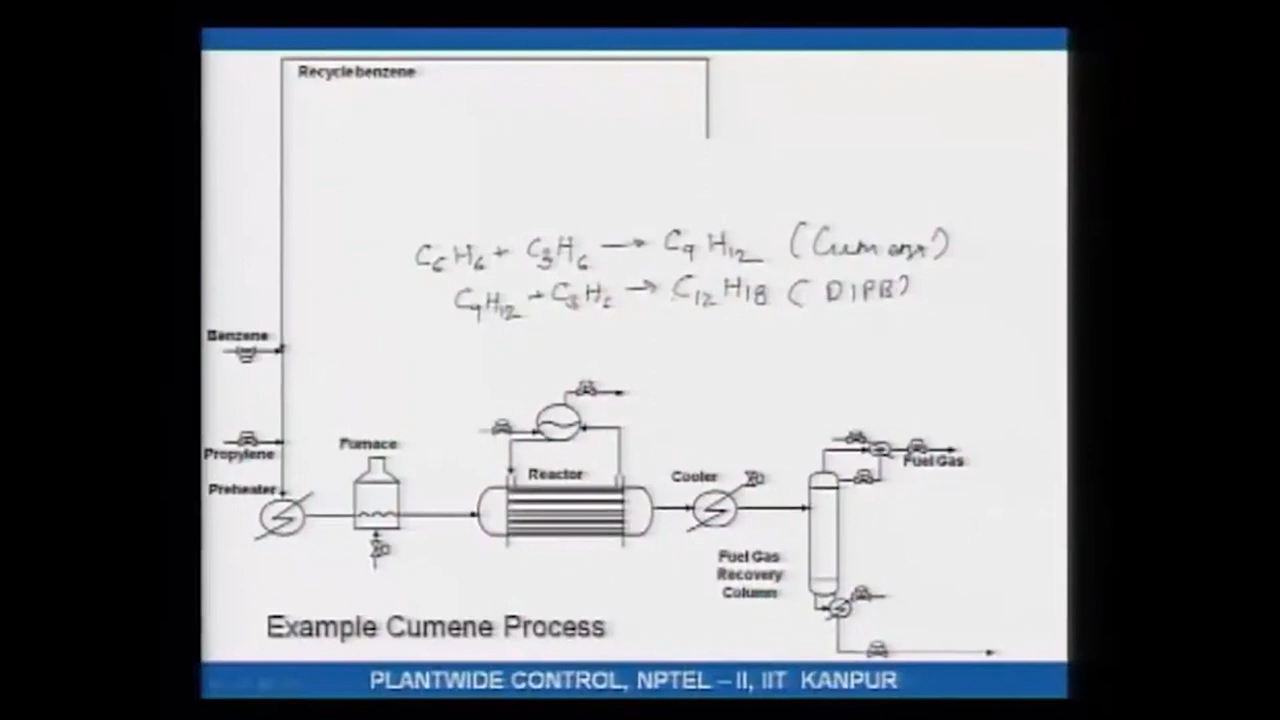 Recycle benzene
C6H6 + C3H6 → C9H12 (Cumene)
C9H12 + C3H6 → C12H18 (DIPB)
Benzene
Propylene
Preheater
Furnace
Reactor
Cooler
Fuel Gas
Fuel Gas
Recovery
Column
Example Cumene Process
PLANTWIDE CONTROL, NPTEL – II, IIT KANPUR